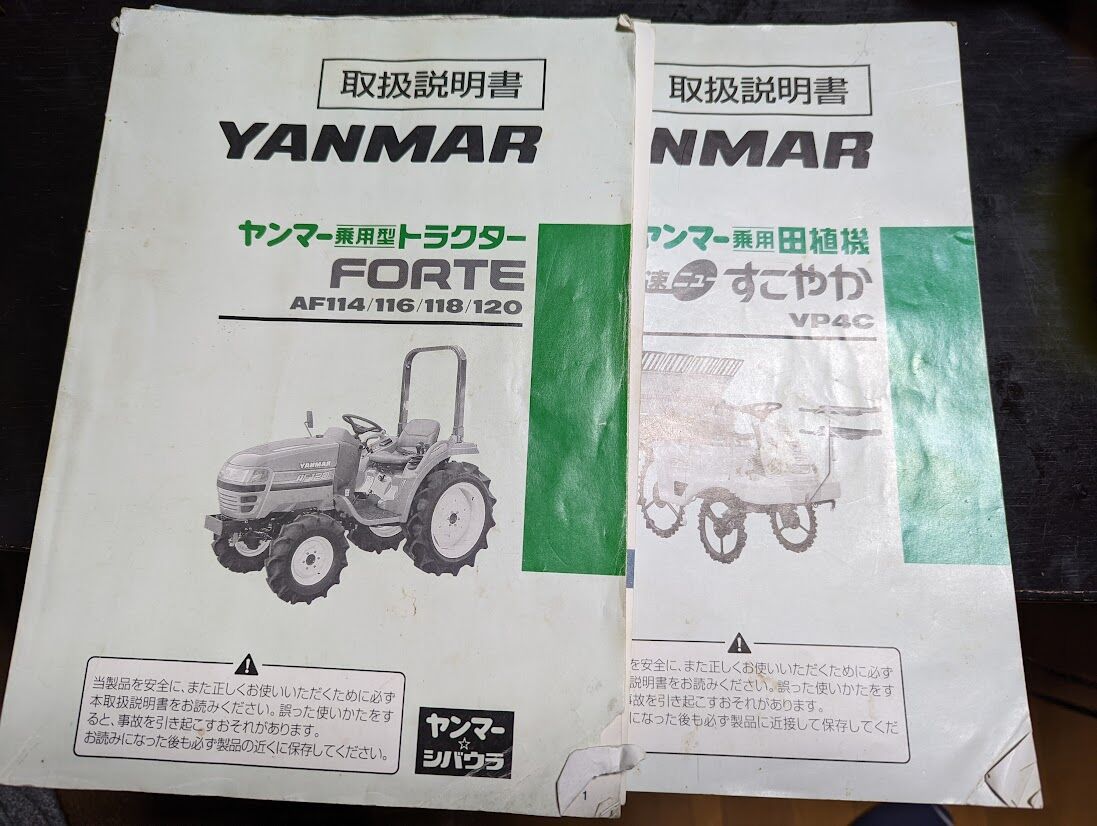 取扱説明書
YANMAR
ヤンマー乗用型トラクター
FORTE
AF114/116/118/120
YANMAR
当製品を安全に、また正しくお使いいただくために必ず
本取扱説明書をお読みください。誤った使いかたをす
ると、事故を引き起こすおそれがあります。
お読みになった後も必ず製品の近くに保存してください。
ヤンマー
☆
シバウラ
1
取扱説明書
NMAR
ヤンマー乗用田植機
速ニューすこやか
VP4C
を安全に、また正しくお使いいただくために必ず
説明書をお読みください。誤った使いかたをす
事故を引き起こすおそれがあります。
になった後も必ず製品に近接して保存してくだ